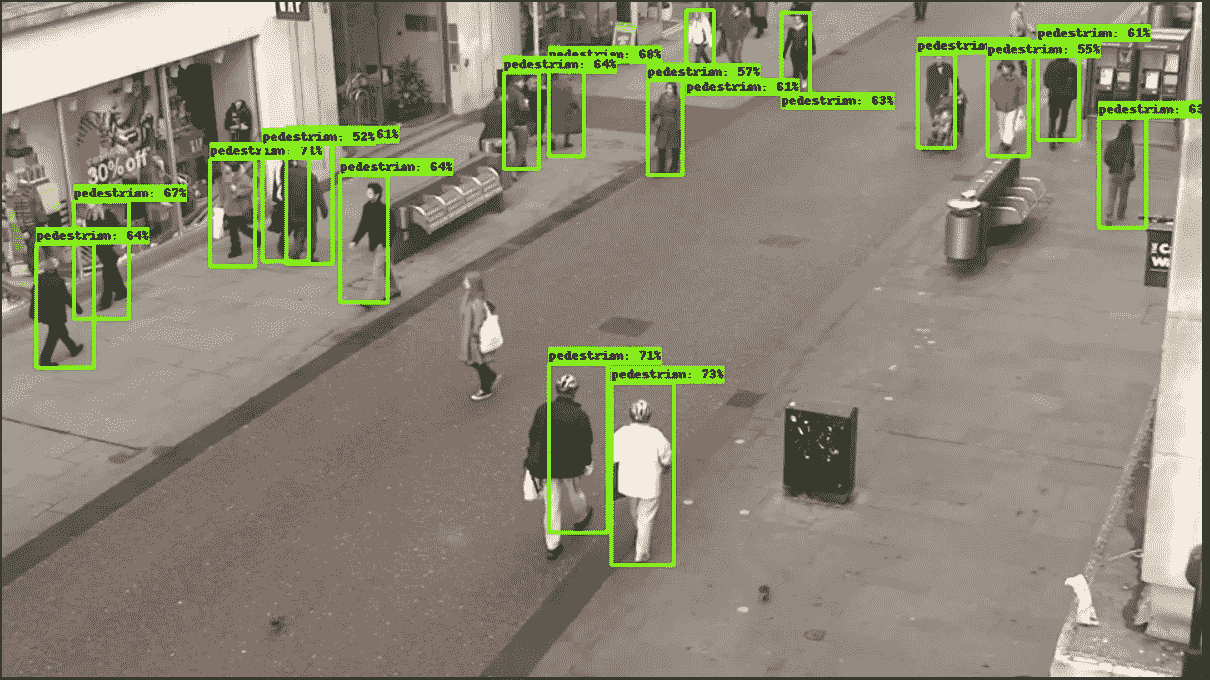 pedestrian: 61%
pedestrian: 55%
pedestrian: 60%
pedestrian: 64%
pedestrian: 57%
pedestrian: 61%
pedestrian: 63%
pedestrian: 52%
61%
pedestrian: 71%
pedestrian: 64%
pedestrian: 67%
pedestrian: 64%
30% off
pedestrian: 71%
pedestrian: 73%